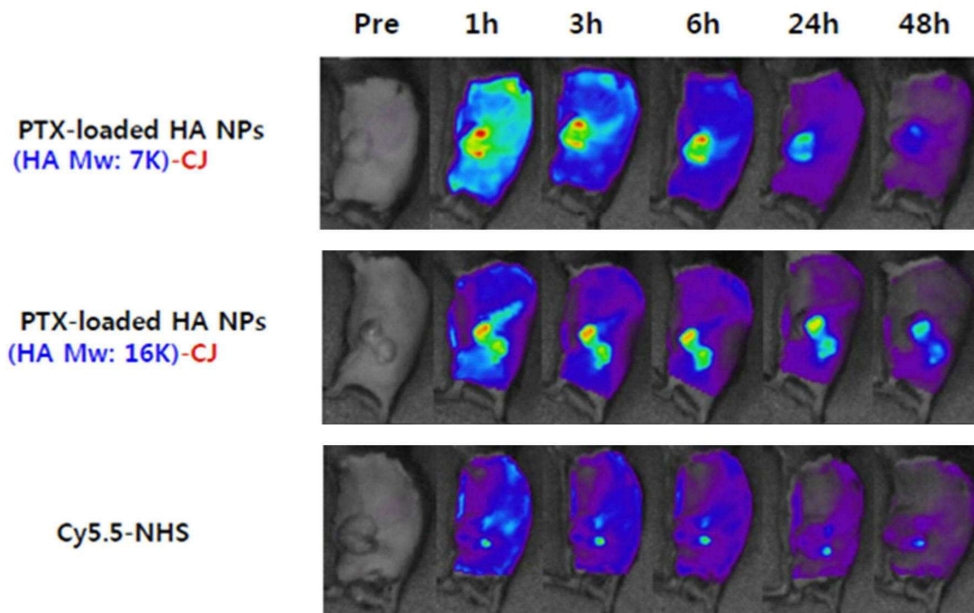 Pre 1h 3h 6h 24h 48h
PTX-loaded HA NPs
(HA Mw: 7K)-CJ
PTX-loaded HA NPs
(HA Mw: 16K)-CJ
Cy5.5-NHS